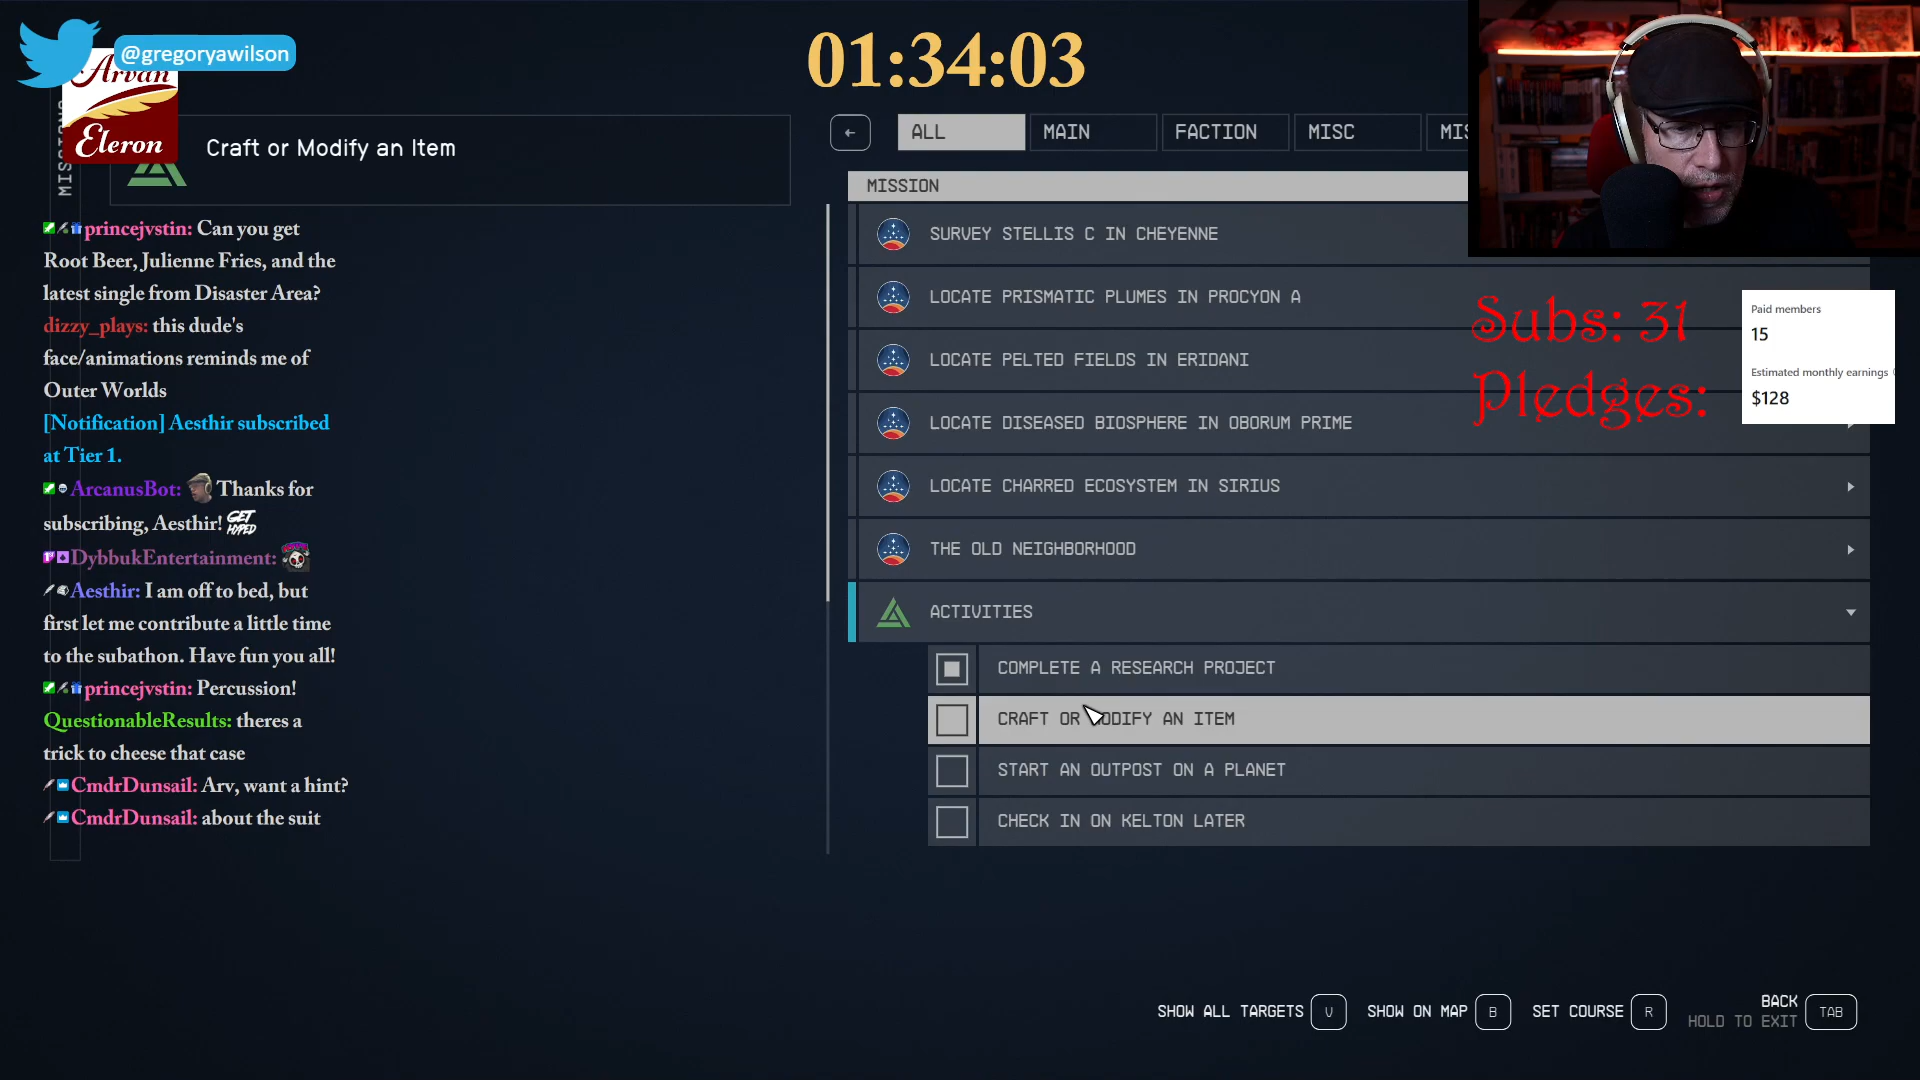 @gregoryawilson
Arvan
Eleron
01:34:03
MISSIONS
Craft or Modify an Item
princejvstin: Can you get
Root Beer, Julienne Fries, and the
latest single from Disaster Area?
dizzy_plays: this dude's
face/animations reminds me of
Outer Worlds
[Notification] Aesthir subscribed
at Tier 1.
ArcanusBot: Thanks for
subscribing, Aesthir! GET HYPED
DybbukEntertainment:
Aesthir: I am off to bed, but
first let me contribute a little time
to the subathon. Have fun you all!
princejvstin: Percussion!
QuestionableResults: theres a
trick to cheese that case
CmdrDunsail: Arv, want a hint?
CmdrDunsail: about the suit
← ALL MAIN FACTION MISC
MISSION
SURVEY STELLIS C IN CHEYENNE
LOCATE PRISMATIC PLUMES IN PROCYON A
LOCATE PELTED FIELDS IN ERIDANI
LOCATE DISEASED BIOSPHERE IN OBORUM PRIME
LOCATE CHARRED ECOSYSTEM IN SIRIUS
THE OLD NEIGHBORHOOD
ACTIVITIES
COMPLETE A RESEARCH PROJECT
CRAFT OR MODIFY AN ITEM
START AN OUTPOST ON A PLANET
CHECK IN ON KELTON LATER
Subs: 31
Pledges:
Paid members
15
Estimated monthly earnings
$128
SHOW ALL TARGETS V SHOW ON MAP B SET COURSE R BACK TAB
HOLD TO EXIT